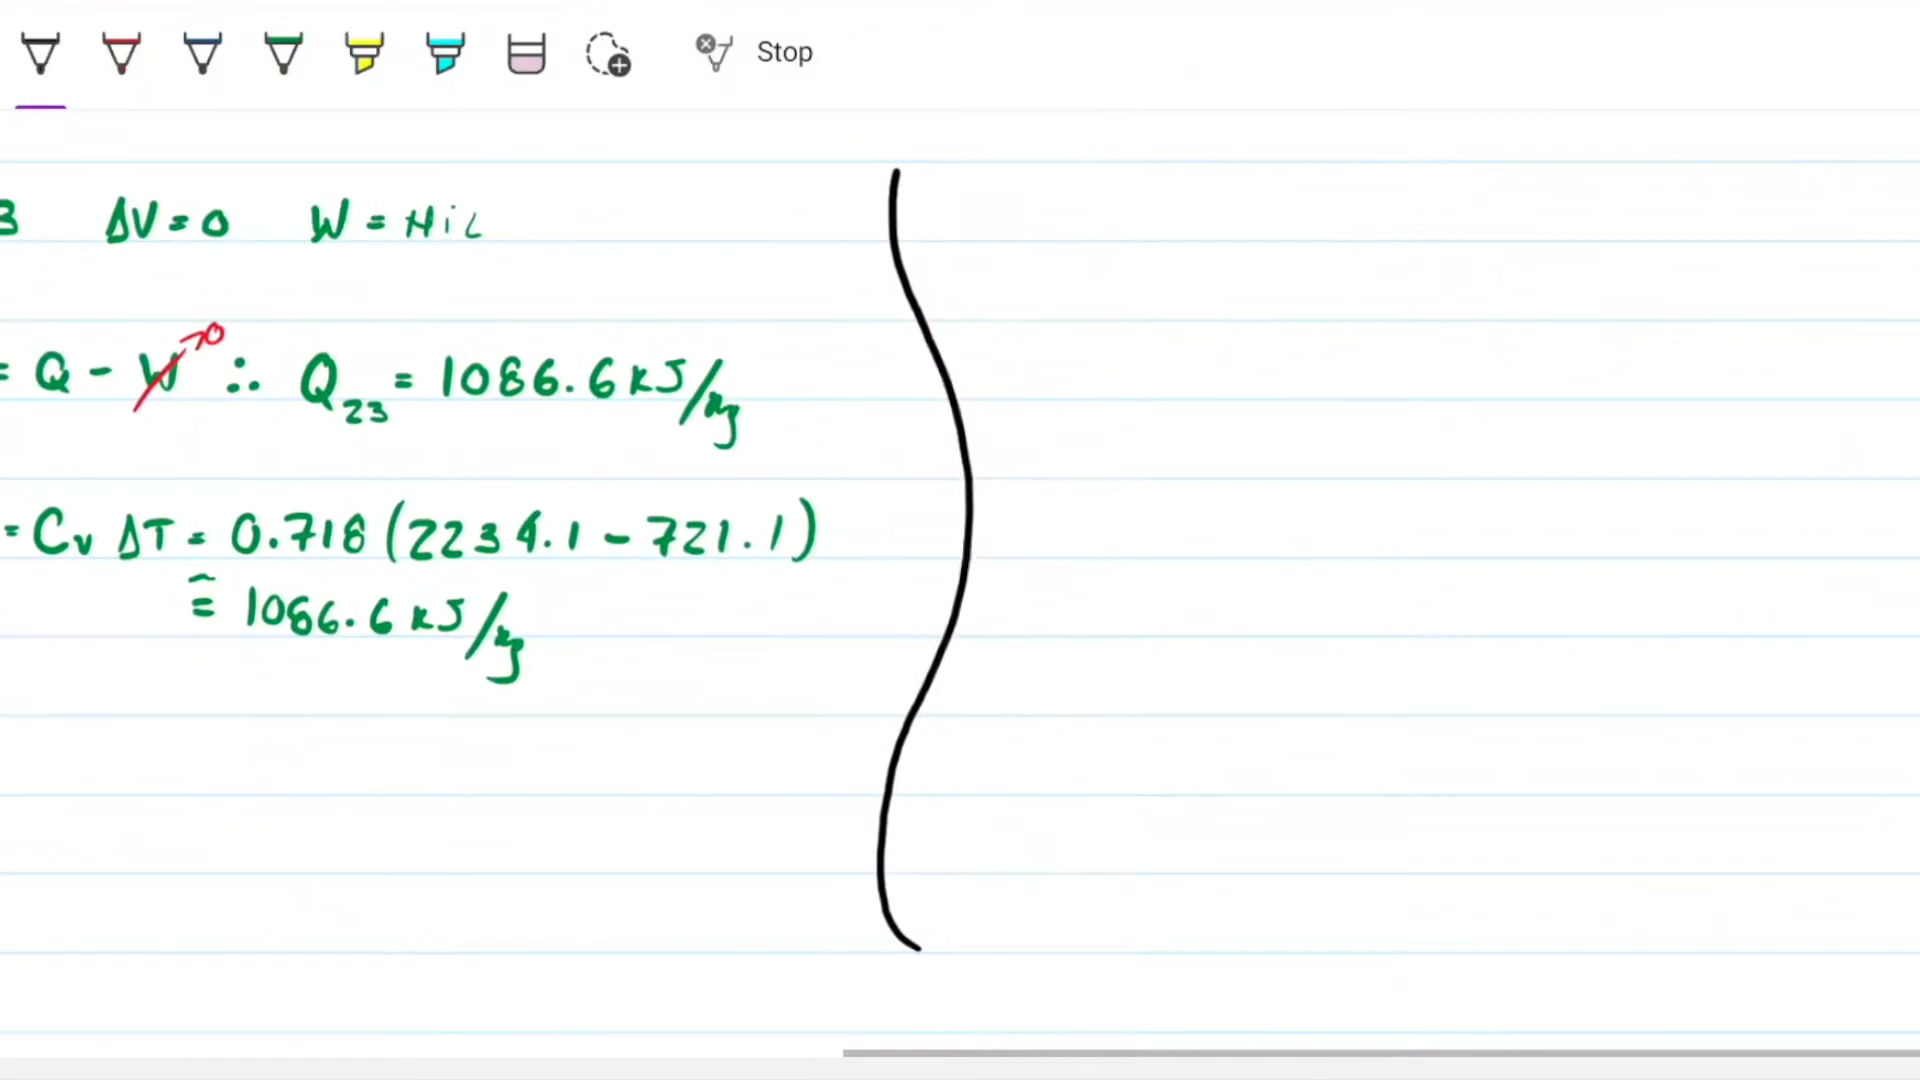 Stop
3 ΔV = 0 W = Nil
= Q - W → 0 ∴ Q₂₃ = 1086.6 kJ/kg
= Cv ΔT = 0.718 (2234.1 - 721.1)
≅ 1086.6 kJ/kg